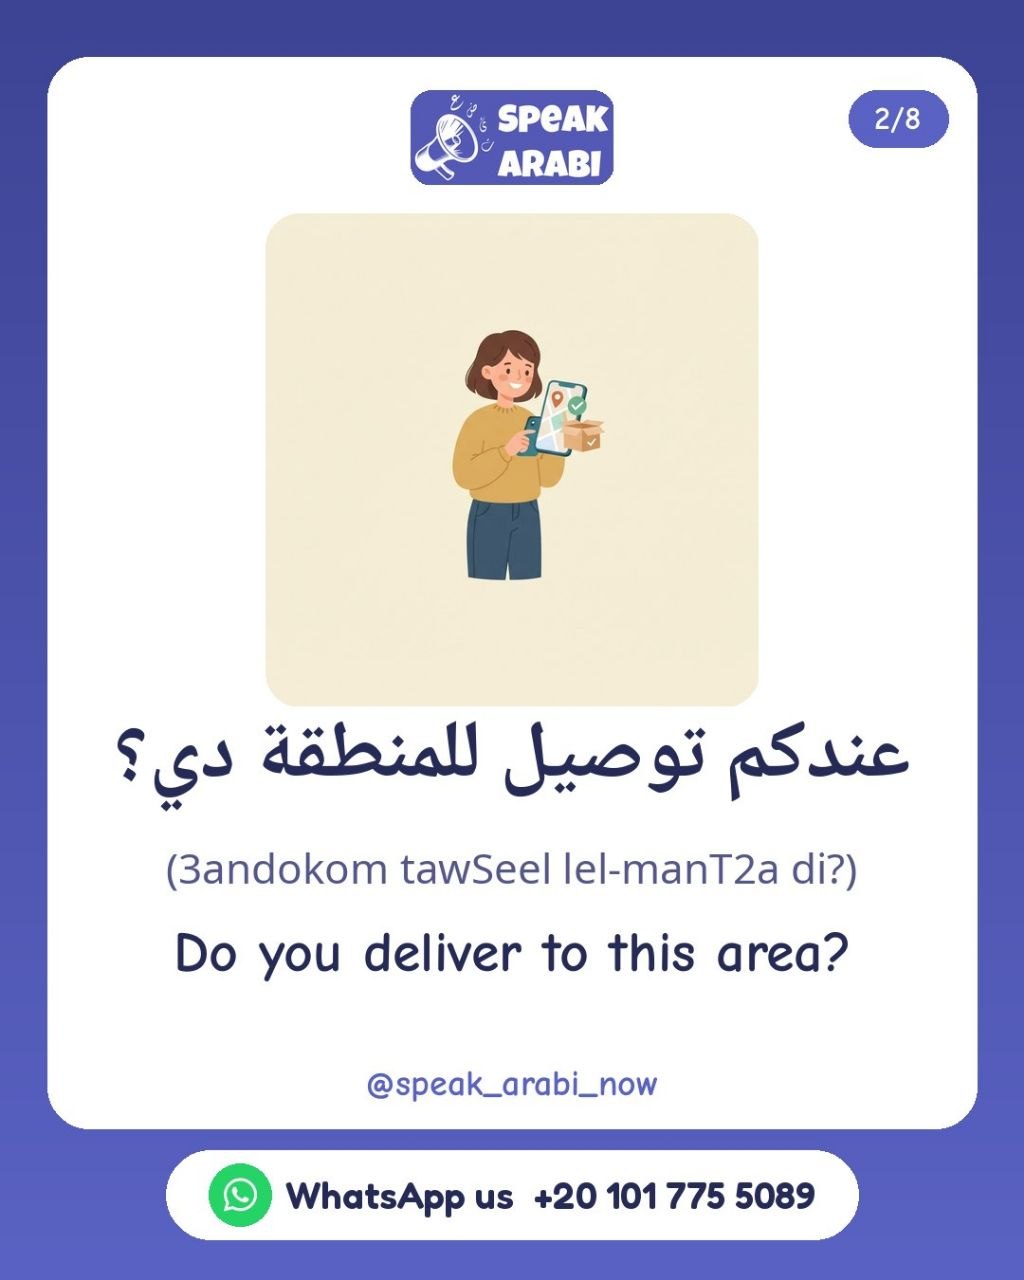 SPEAK
ARABI
2/8
عندكم توصيل للمنطقة دي؟
(3andokom tawSeel lel-manT2a di?)
Do you deliver to this area?
@speak_arabi_now
WhatsApp us +20 101 775 5089